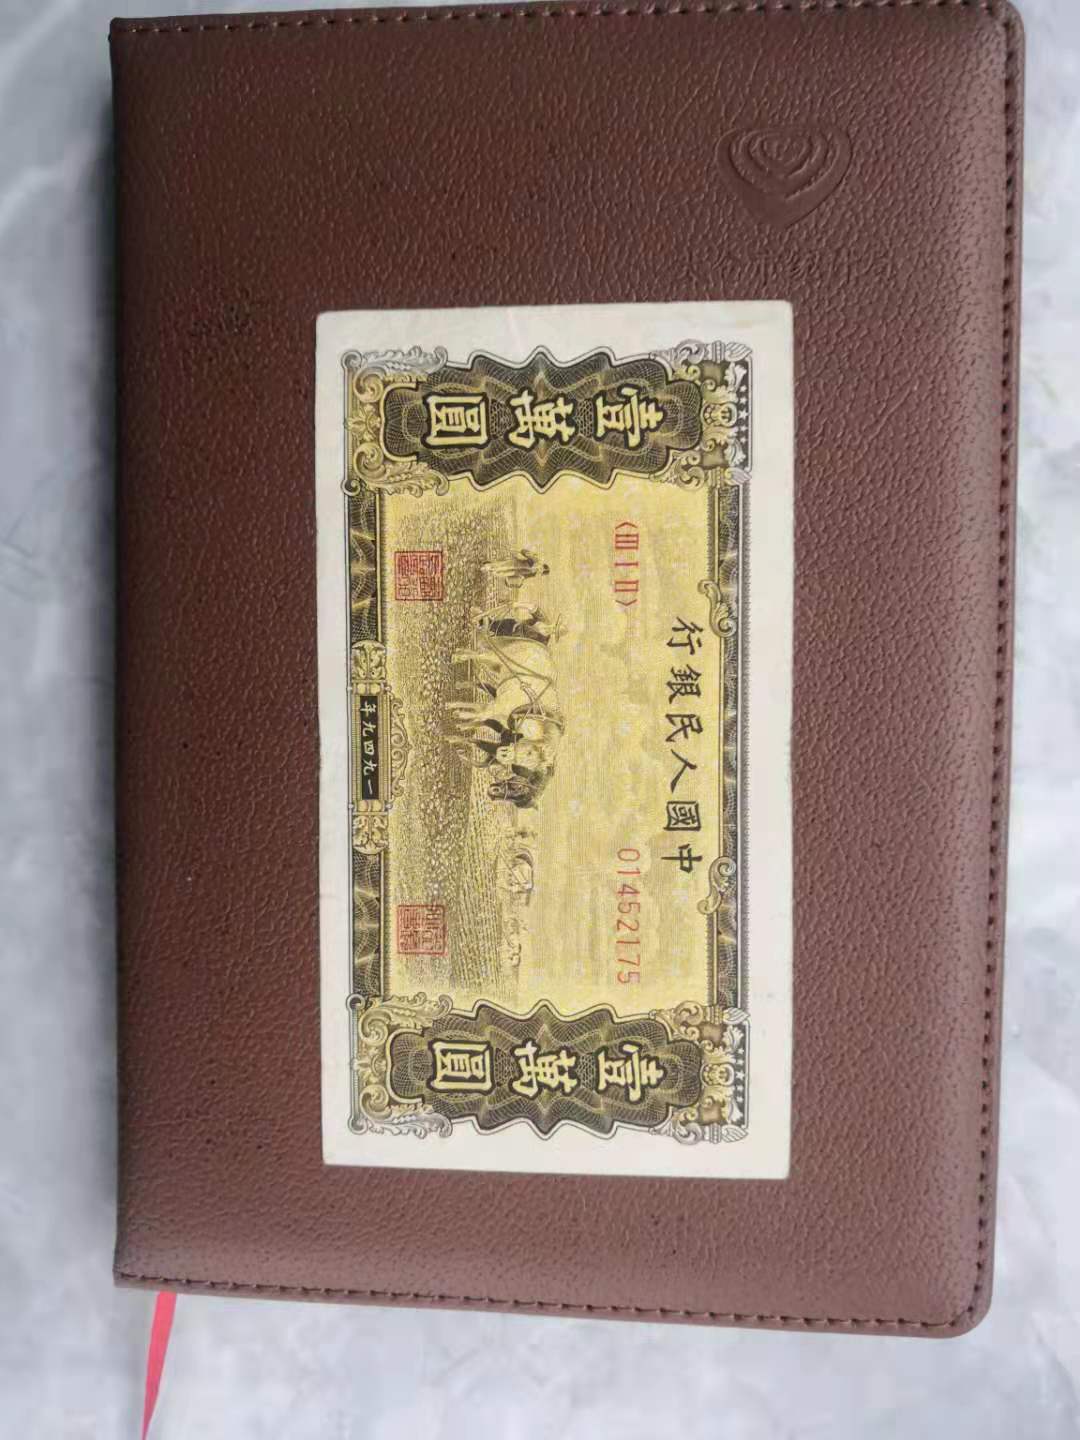 行銀民人國中
〈III I II〉
01452175
壹萬圓
壹萬圓
年九四九一